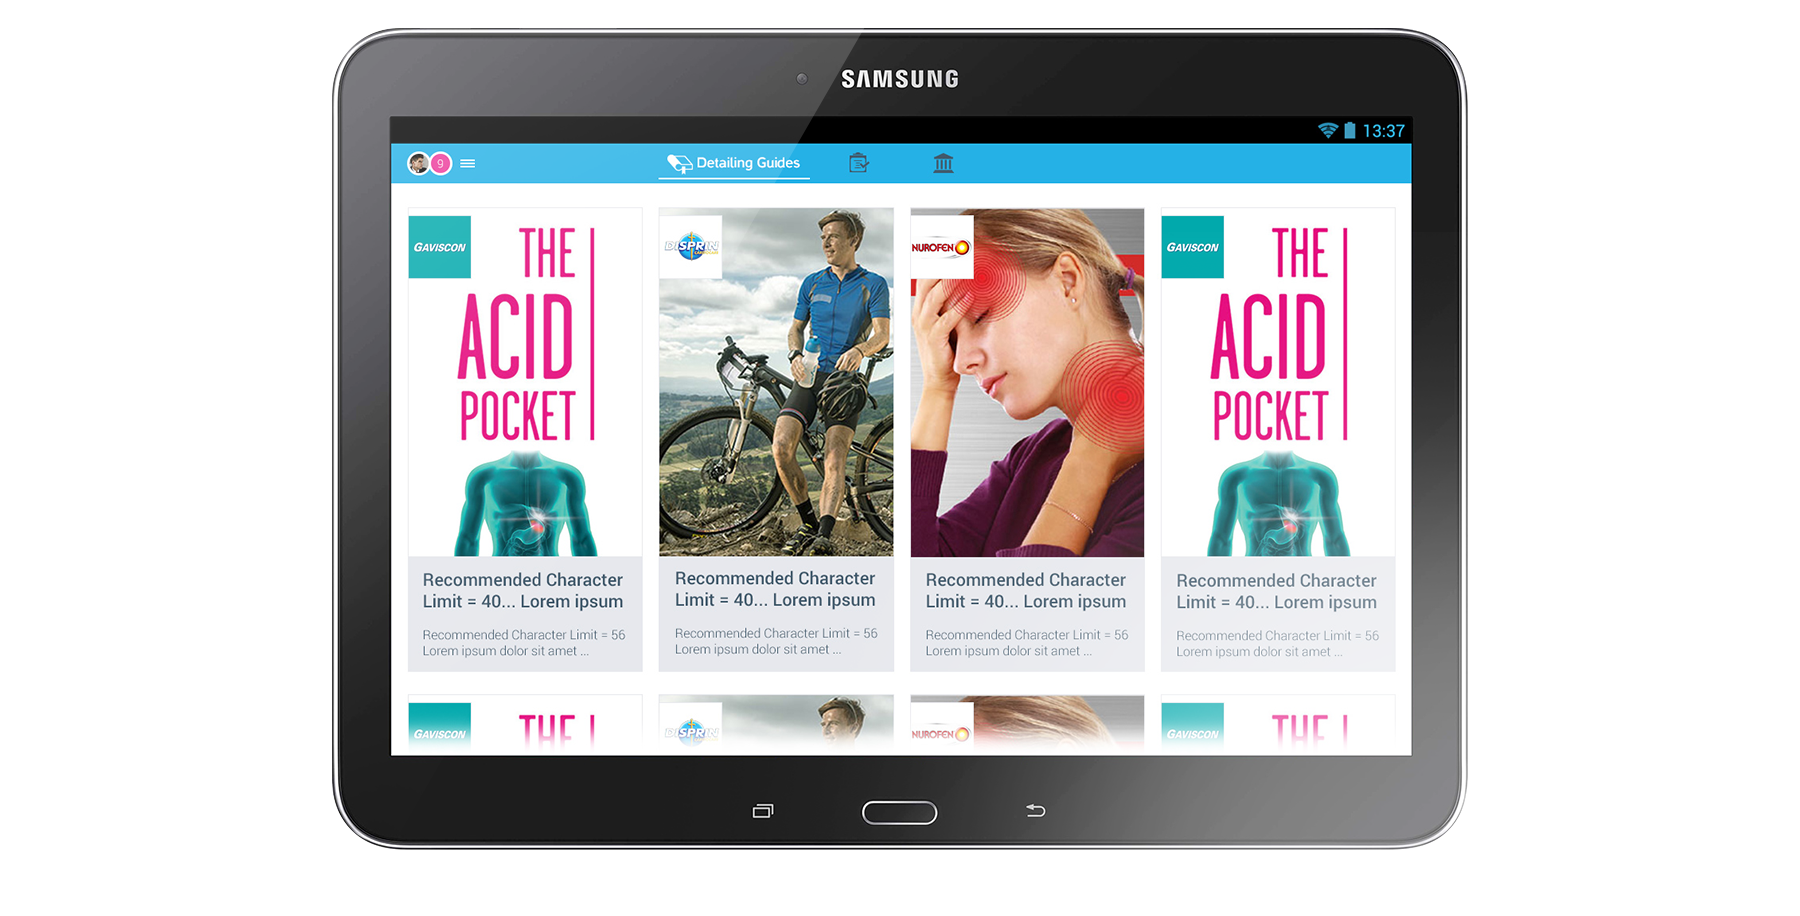 SAMSUNG
13:37
9
Detailing Guides
GAVISCON
THE
ACID
POCKET
Recommended Character
Limit = 40... Lorem ipsum
Recommended Character Limit = 56
Lorem ipsum dolor sit amet ...
DISPRIN
Recommended Character
Limit = 40... Lorem ipsum
Recommended Character Limit = 56
Lorem ipsum dolor sit amet ...
NUROFEN
Recommended Character
Limit = 40... Lorem ipsum
Recommended Character Limit = 56
Lorem ipsum dolor sit amet ...
GAVISCON
THE
ACID
POCKET
Recommended Character
Limit = 40... Lorem ipsum
Recommended Character Limit = 56
Lorem ipsum dolor sit amet ...
GAVISCON
THE
DISPRIN
NUROFEN
GAVISCON
THE